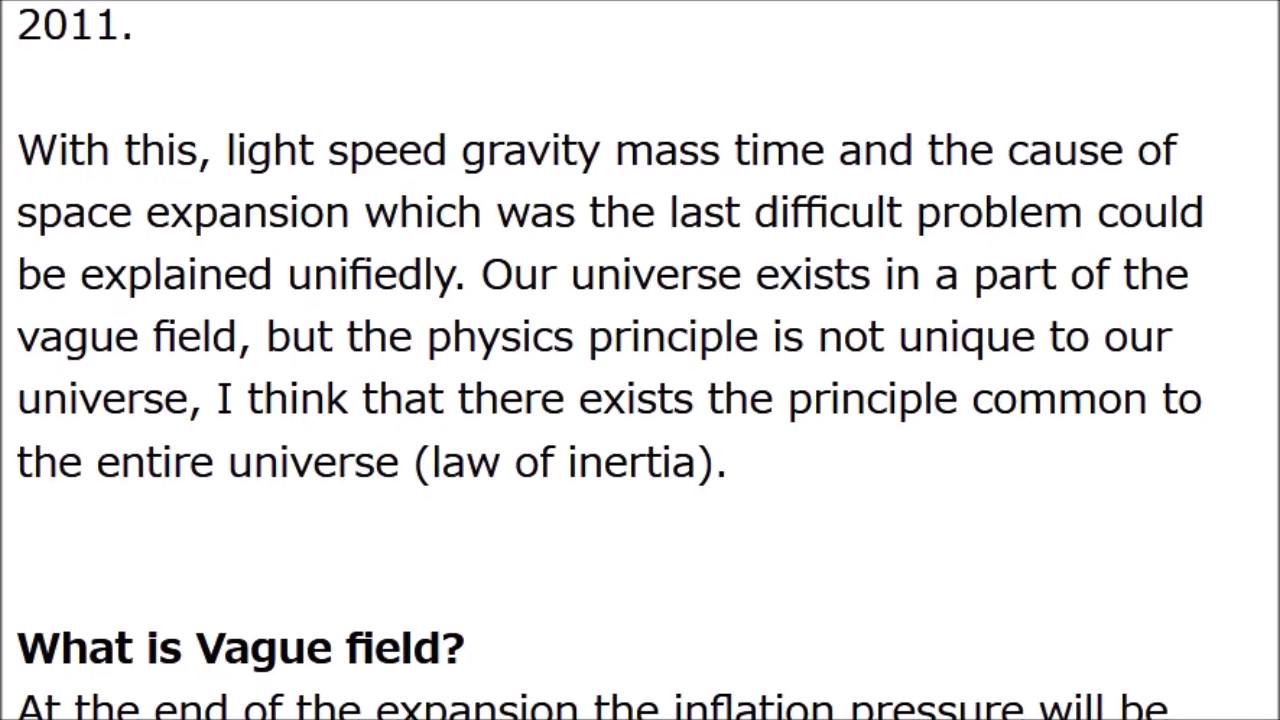 2011.
With this, light speed gravity mass time and the cause of
space expansion which was the last difficult problem could
be explained unifiedly. Our universe exists in a part of the
vague field, but the physics principle is not unique to our
universe, I think that there exists the principle common to
the entire universe (law of inertia).
What is Vague field?
At the end of the expansion the inflation pressure will be